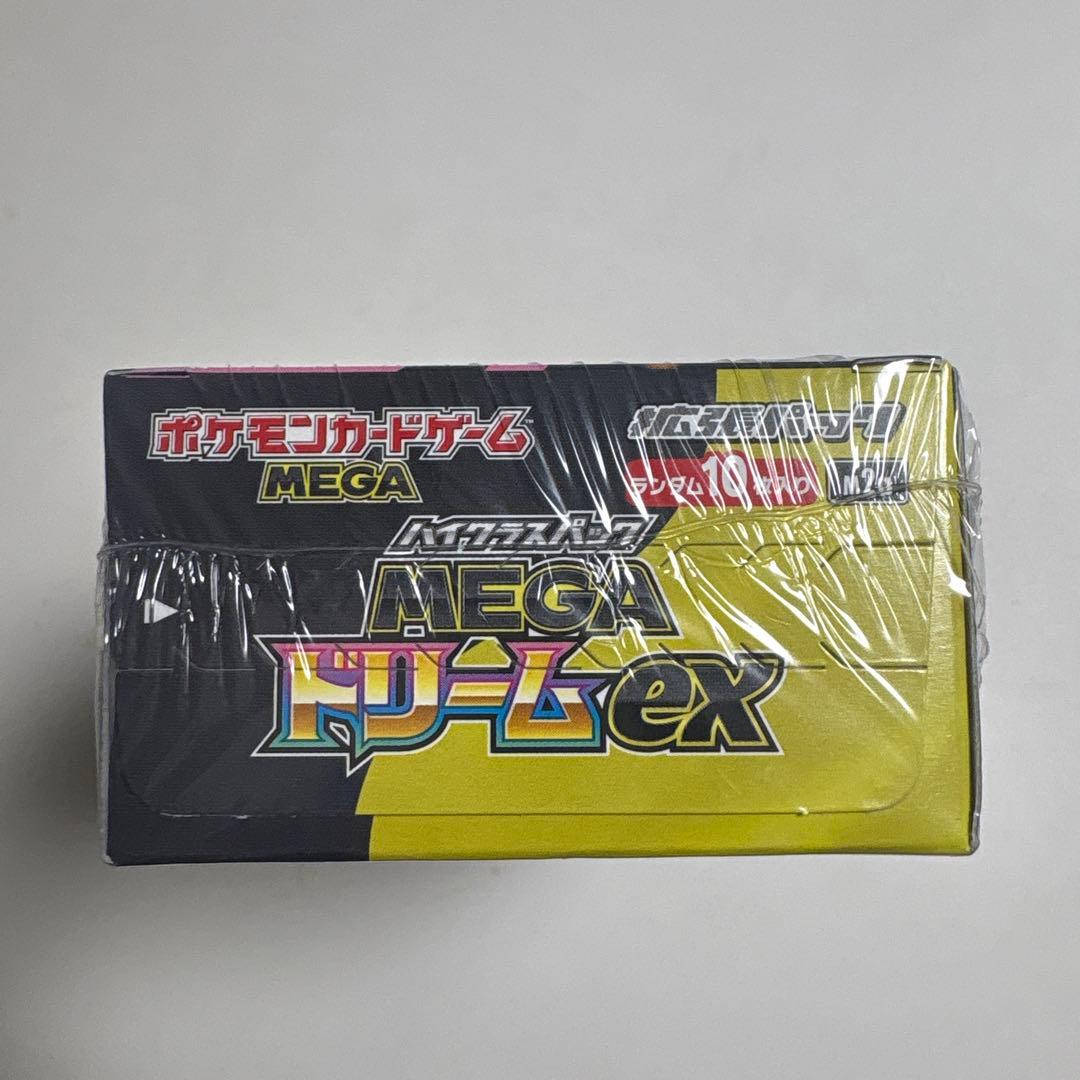 ポケモンカードゲーム™
MEGA
拡張パック
ランダム10枚入り
ハイクラスパック
MEGA
ドリームex